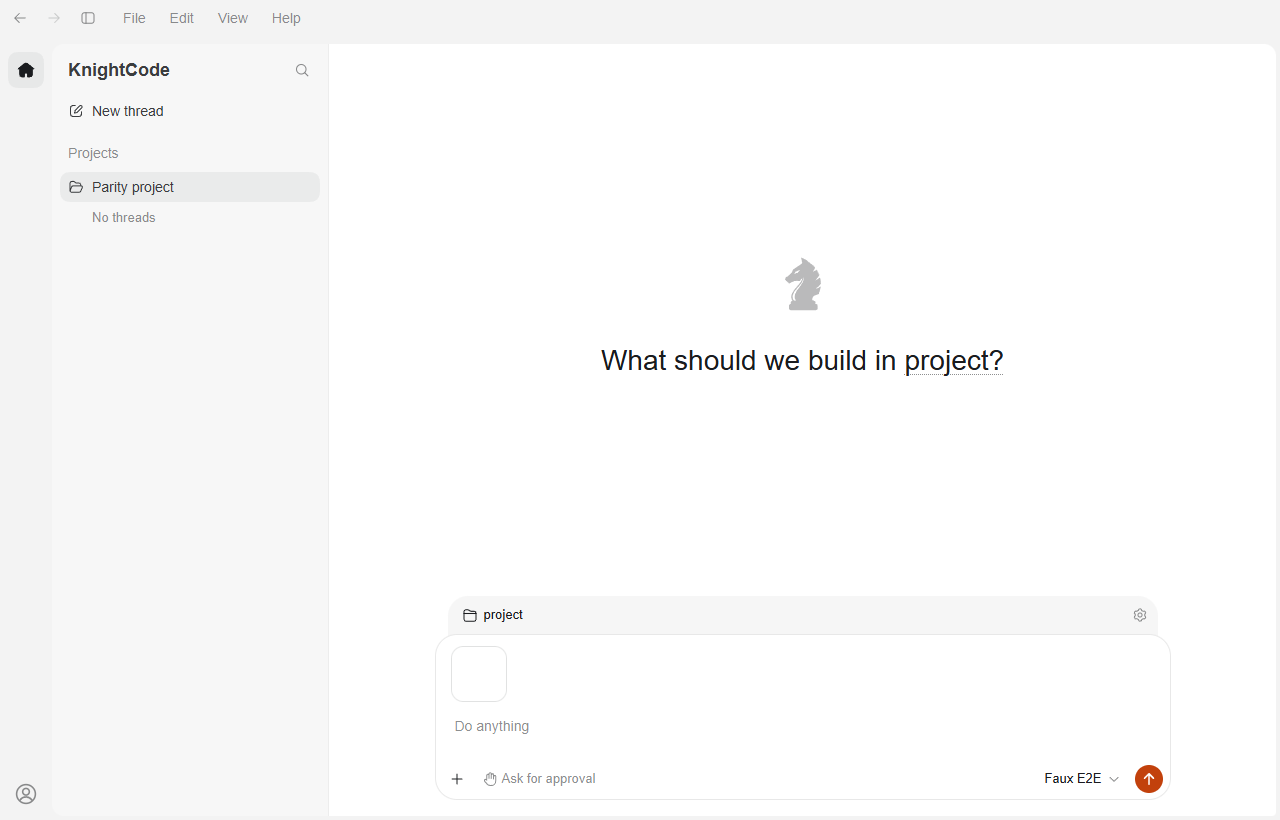 File Edit View Help
KnightCode
New thread
Projects
Parity project
No threads
What should we build in project?
project
Do anything
Ask for approval
Faux E2E